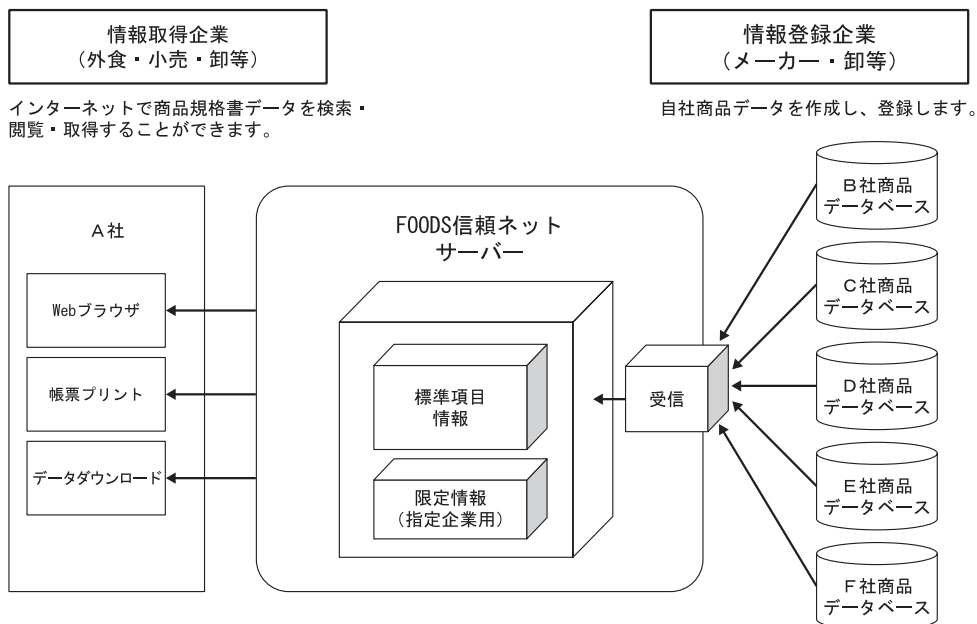 情報取得企業
（外食・小売・卸等）
インターネットで商品規格書データを検索・
閲覧・取得することができます。
情報登録企業
（メーカー・卸等）
自社商品データを作成し、登録します。
A社
Webブラウザ
帳票プリント
データダウンロード
FOODS信頼ネット
サーバー
標準項目
情報
限定情報
（指定企業用）
受信
B社商品
データベース
C社商品
データベース
D社商品
データベース
E社商品
データベース
F社商品
データベース